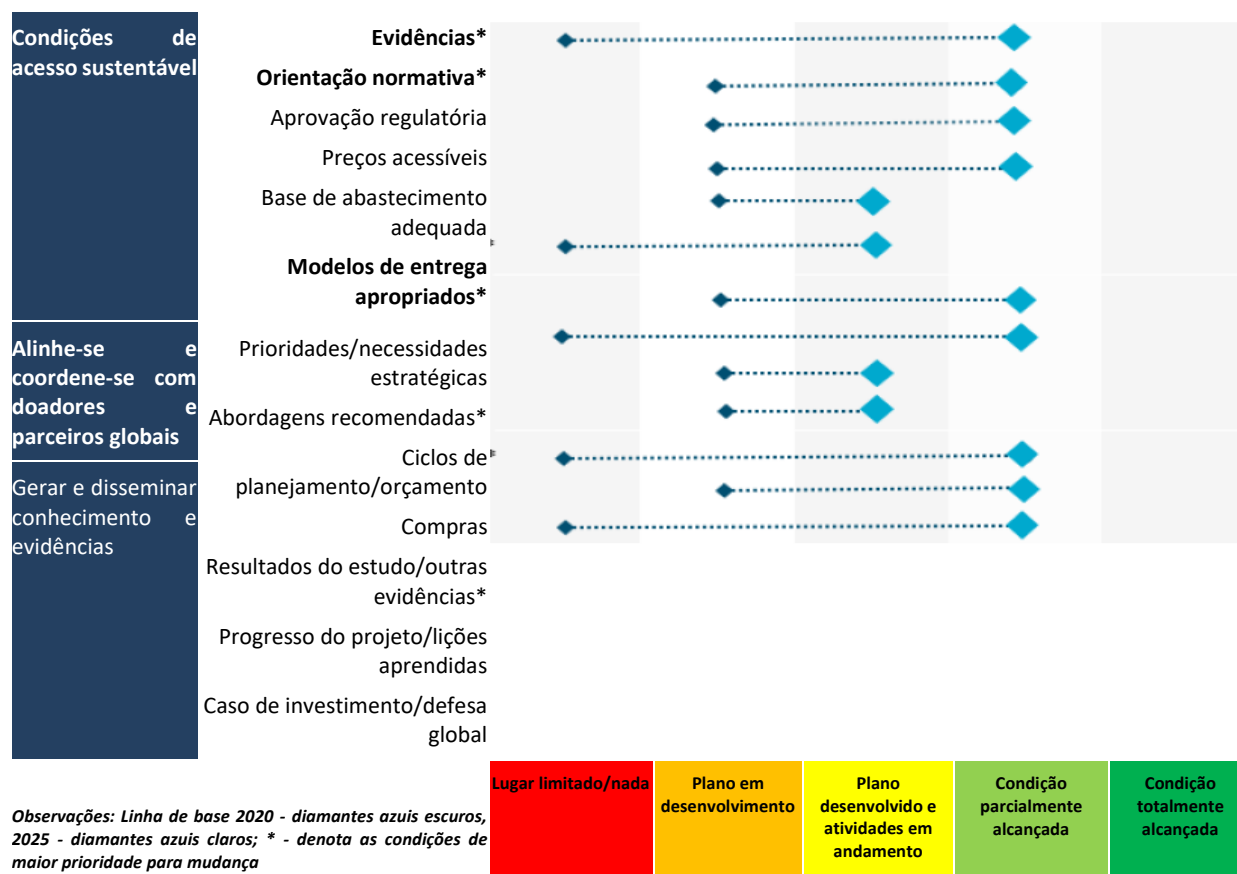 Condições de
acesso sustentável
Evidências*
Orientação normativa*
Aprovação regulatória
Preços acessíveis
Base de abastecimento
adequada
Modelos de entrega
apropriados*
Alinhe-se e
coordene-se com
doadores e
parceiros globais
Prioridades/necessidades
estratégicas
Abordagens recomendadas*
Ciclos de
planejamento/orçamento
Compras
Gerar e disseminar
conhecimento e
evidências
Resultados do estudo/outras
evidências*
Progresso do projeto/lições
aprendidas
Caso de investimento/defesa
global
Lugar limitado/nada
Plano em
desenvolvimento
Plano
desenvolvido e
atividades em
andamento
Condição
parcialmente
alcançada
Condição
totalmente
alcançada
Observações: Linha de base 2020 - diamantes azuis escuros,
2025 - diamantes azuis claros; * - denota as condições de
maior prioridade para mudança